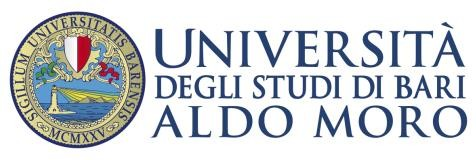 SIGILLUM UNIVERSITATIS BARENSIS
MCMXXV
UNIVERSITÀ
DEGLI STUDI DI BARI
ALDO MORO